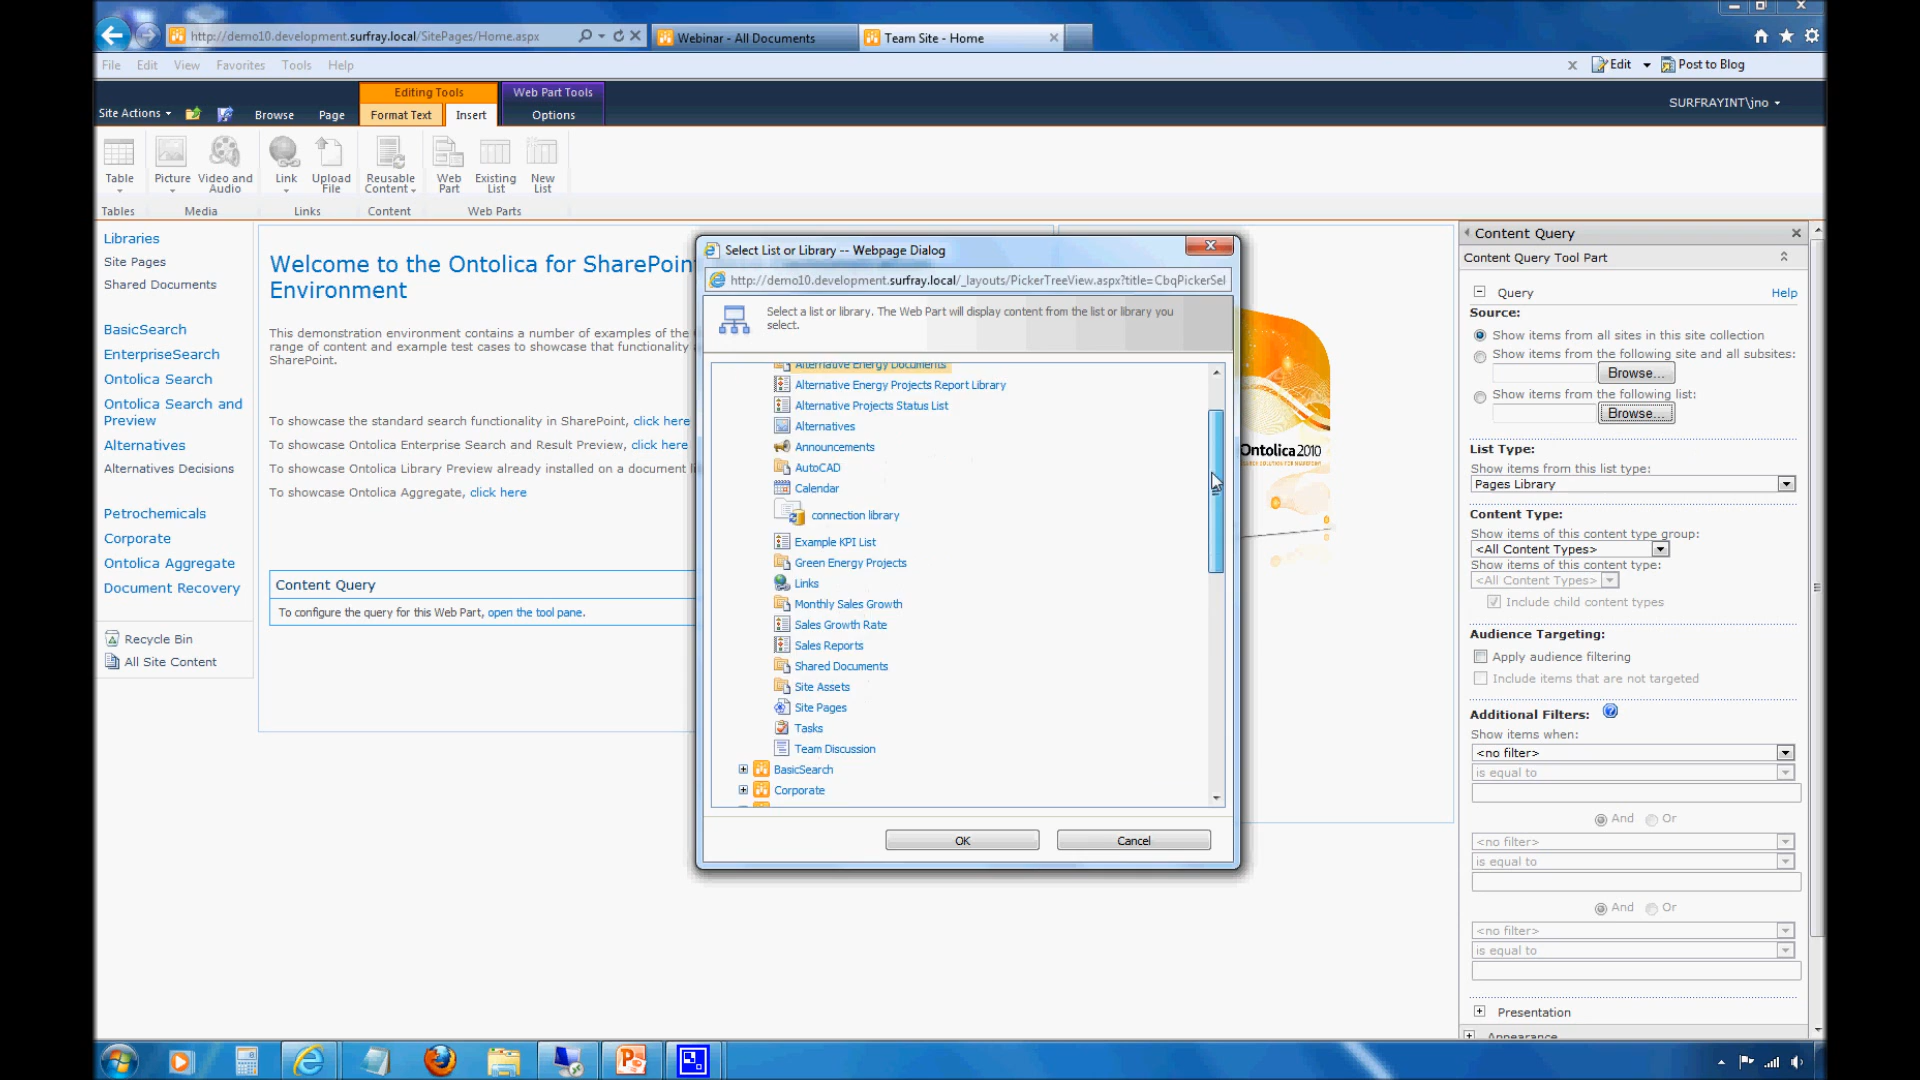 http://demo10.development.surfray.local/SitePages/Home.aspx
Webinar - All Documents
Team Site - Home
File Edit View Favorites Tools Help
x Edit Post to Blog
Editing Tools
Web Part Tools
Site Actions Browse Page Format Text Insert Options
SURFRAYINT\jno
Table
Picture
Video and Audio
Link
Upload File
Reusable Content
Web Part
Existing List
New List
Tables Media Links Content Web Parts
Libraries
Site Pages
Shared Documents
BasicSearch
EnterpriseSearch
Ontolica Search
Ontolica Search and
Preview
Alternatives
Alternatives Decisions
Petrochemicals
Corporate
Ontolica Aggregate
Document Recovery
Recycle Bin
All Site Content
Welcome to the Ontolica for SharePoin
Environment
This demonstration environment contains a number of examples of the
range of content and example test cases to showcase that functionality
SharePoint.
To showcase the standard search functionality in SharePoint, click here
To showcase Ontolica Enterprise Search and Result Preview, click here
To showcase Ontolica Library Preview already installed on a document l
To showcase Ontolica Aggregate, click here
Content Query
To configure the query for this Web Part, open the tool pane.
Select List or Library -- Webpage Dialog
http://demo10.development.surfray.local/_layouts/PickerTreeView.aspx?title=CbqPickerSel
Select a list or library. The Web Part will display content from the list or library you
select.
Alternative Energy Documents
Alternative Energy Projects Report Library
Alternative Projects Status List
Alternatives
Announcements
AutoCAD
Calendar
connection library
Example KPI List
Green Energy Projects
Links
Monthly Sales Growth
Sales Growth Rate
Sales Reports
Shared Documents
Site Assets
Site Pages
Tasks
Team Discussion
BasicSearch
Corporate
OK Cancel
Ontolica2010
Content Query
Content Query Tool Part
Query Help
Source:
Show items from all sites in this site collection
Show items from the following site and all subsites:
Browse...
Show items from the following list:
Browse...
List Type:
Show items from this list type:
Pages Library
Content Type:
Show items of this content type group:
<All Content Types>
Show items of this content type:
<All Content Types>
Include child content types
Audience Targeting:
Apply audience filtering
Include items that are not targeted
Additional Filters:
Show items when:
<no filter>
is equal to
And Or
<no filter>
is equal to
And Or
<no filter>
is equal to
Presentation
Appearance